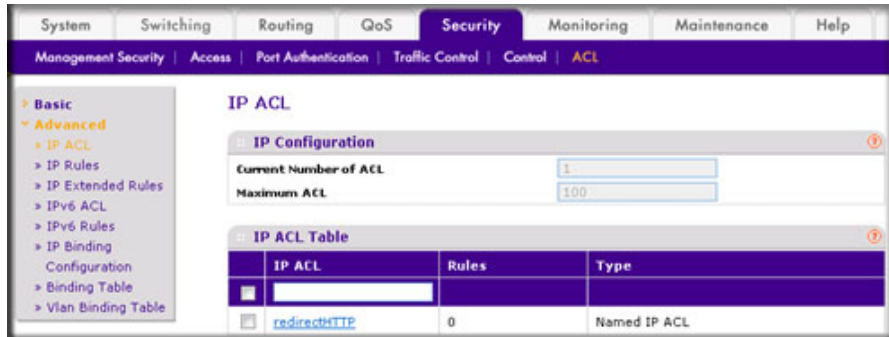 System Switching Routing QoS Security Monitoring Maintenance Help
Management Security | Access | Port Authentication | Traffic Control | Control | ACL
Basic
Advanced
» IP ACL
» IP Rules
» IP Extended Rules
» IPv6 ACL
» IPv6 Rules
» IP Binding
Configuration
» Binding Table
» Vlan Binding Table
IP ACL
IP Configuration
Current Number of ACL 1
Maximum ACL 100
IP ACL Table
IP ACL Rules Type
redirectHTTP 0 Named IP ACL